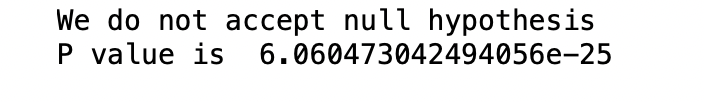 We do not accept null hypothesis
P value is  6.060473042494056e-25